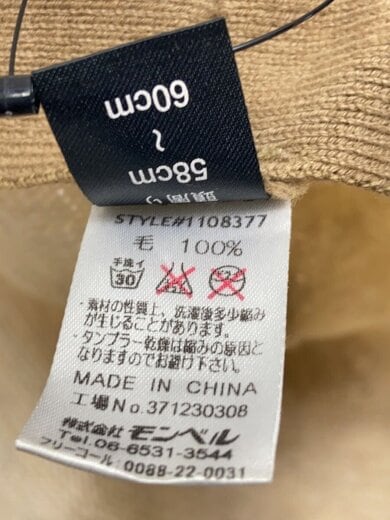 頭周り
58cm
～
60cm
STYLE#1108377
毛 100%
手洗イ
30
・素材の性質上、洗濯後多少縮み
が生じることがあります。
・タンブラー乾燥は縮みの原因と
なりますのでお避け下さい。
MADE IN CHINA
工場No.371230308
株式会社モンベル
Tel.06-6531-3544
フリーコール 0088-22-0031